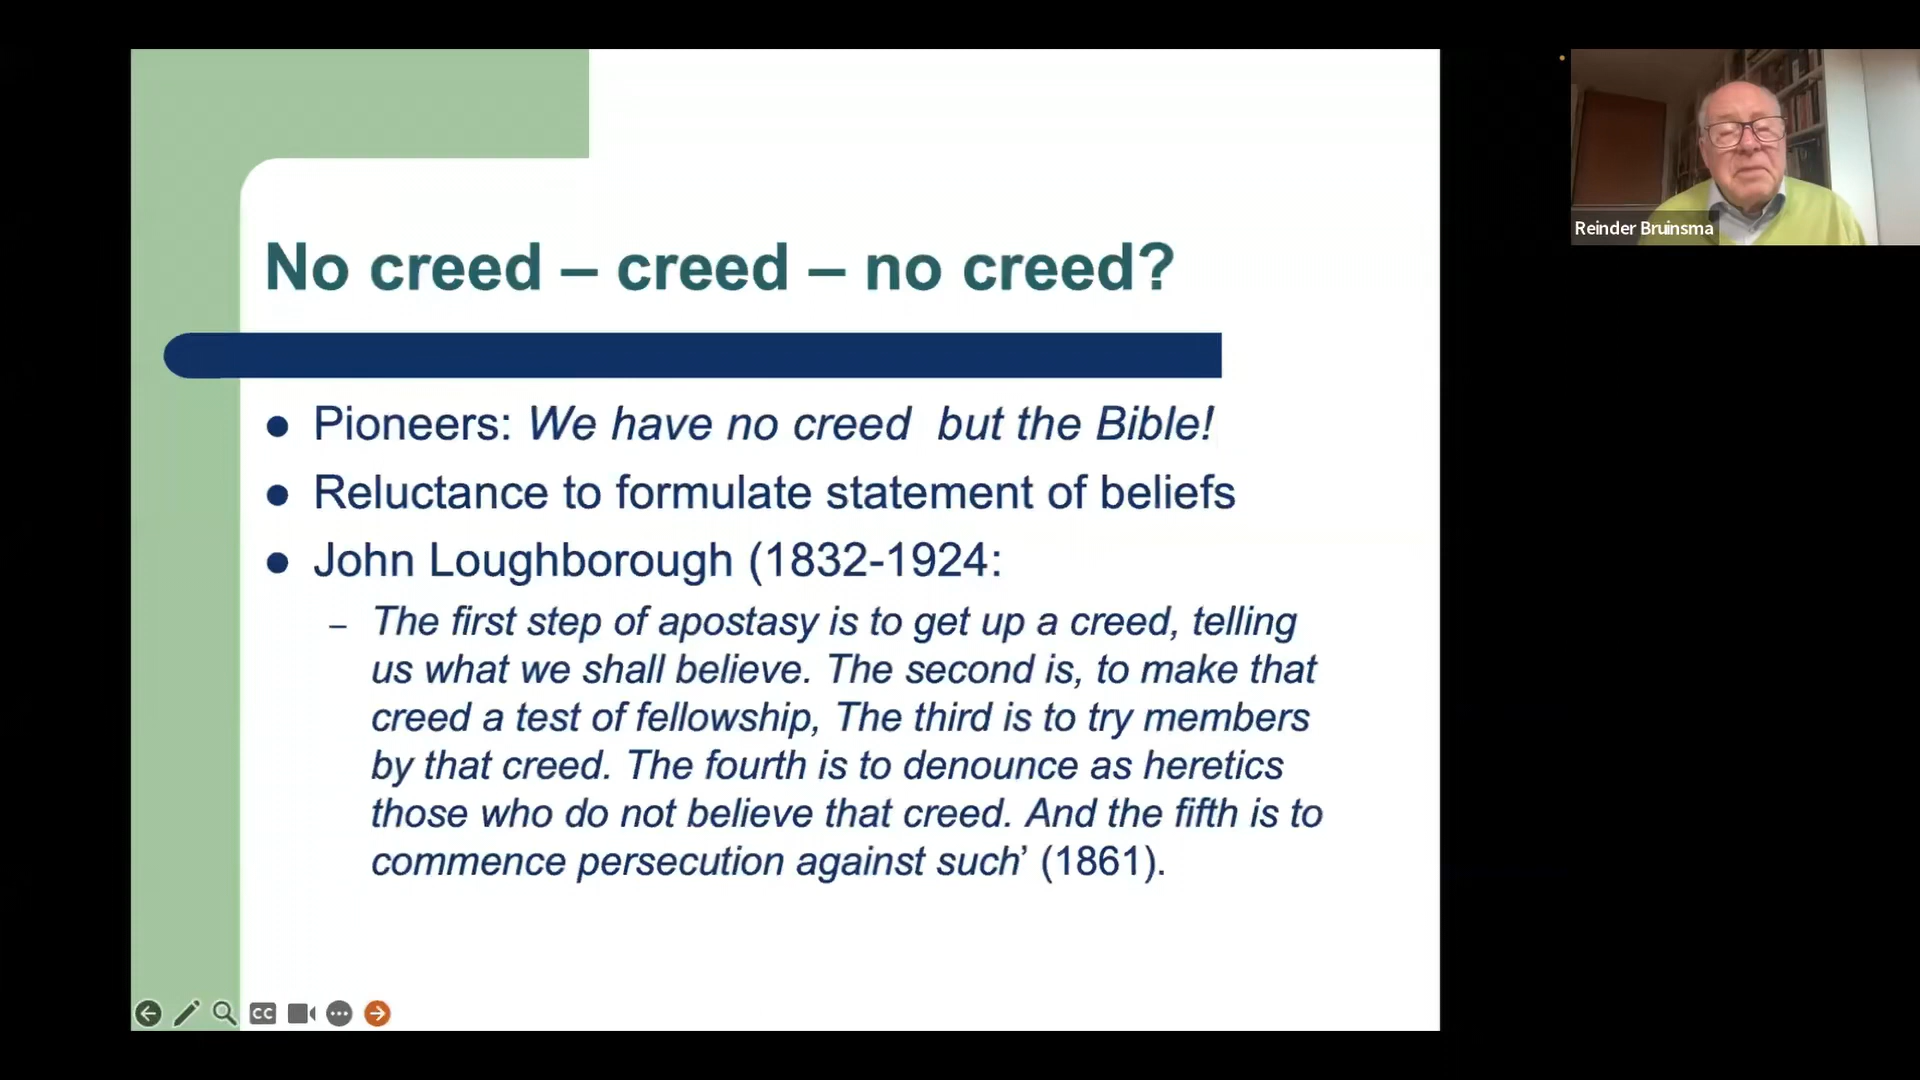 No creed – creed – no creed?
Pioneers: We have no creed but the Bible!
Reluctance to formulate statement of beliefs
John Loughborough (1832-1924:
– The first step of apostasy is to get up a creed, telling
us what we shall believe. The second is, to make that
creed a test of fellowship, The third is to try members
by that creed. The fourth is to denounce as heretics
those who do not believe that creed. And the fifth is to
commence persecution against such’ (1861).
CC
Reinder Bruinsma